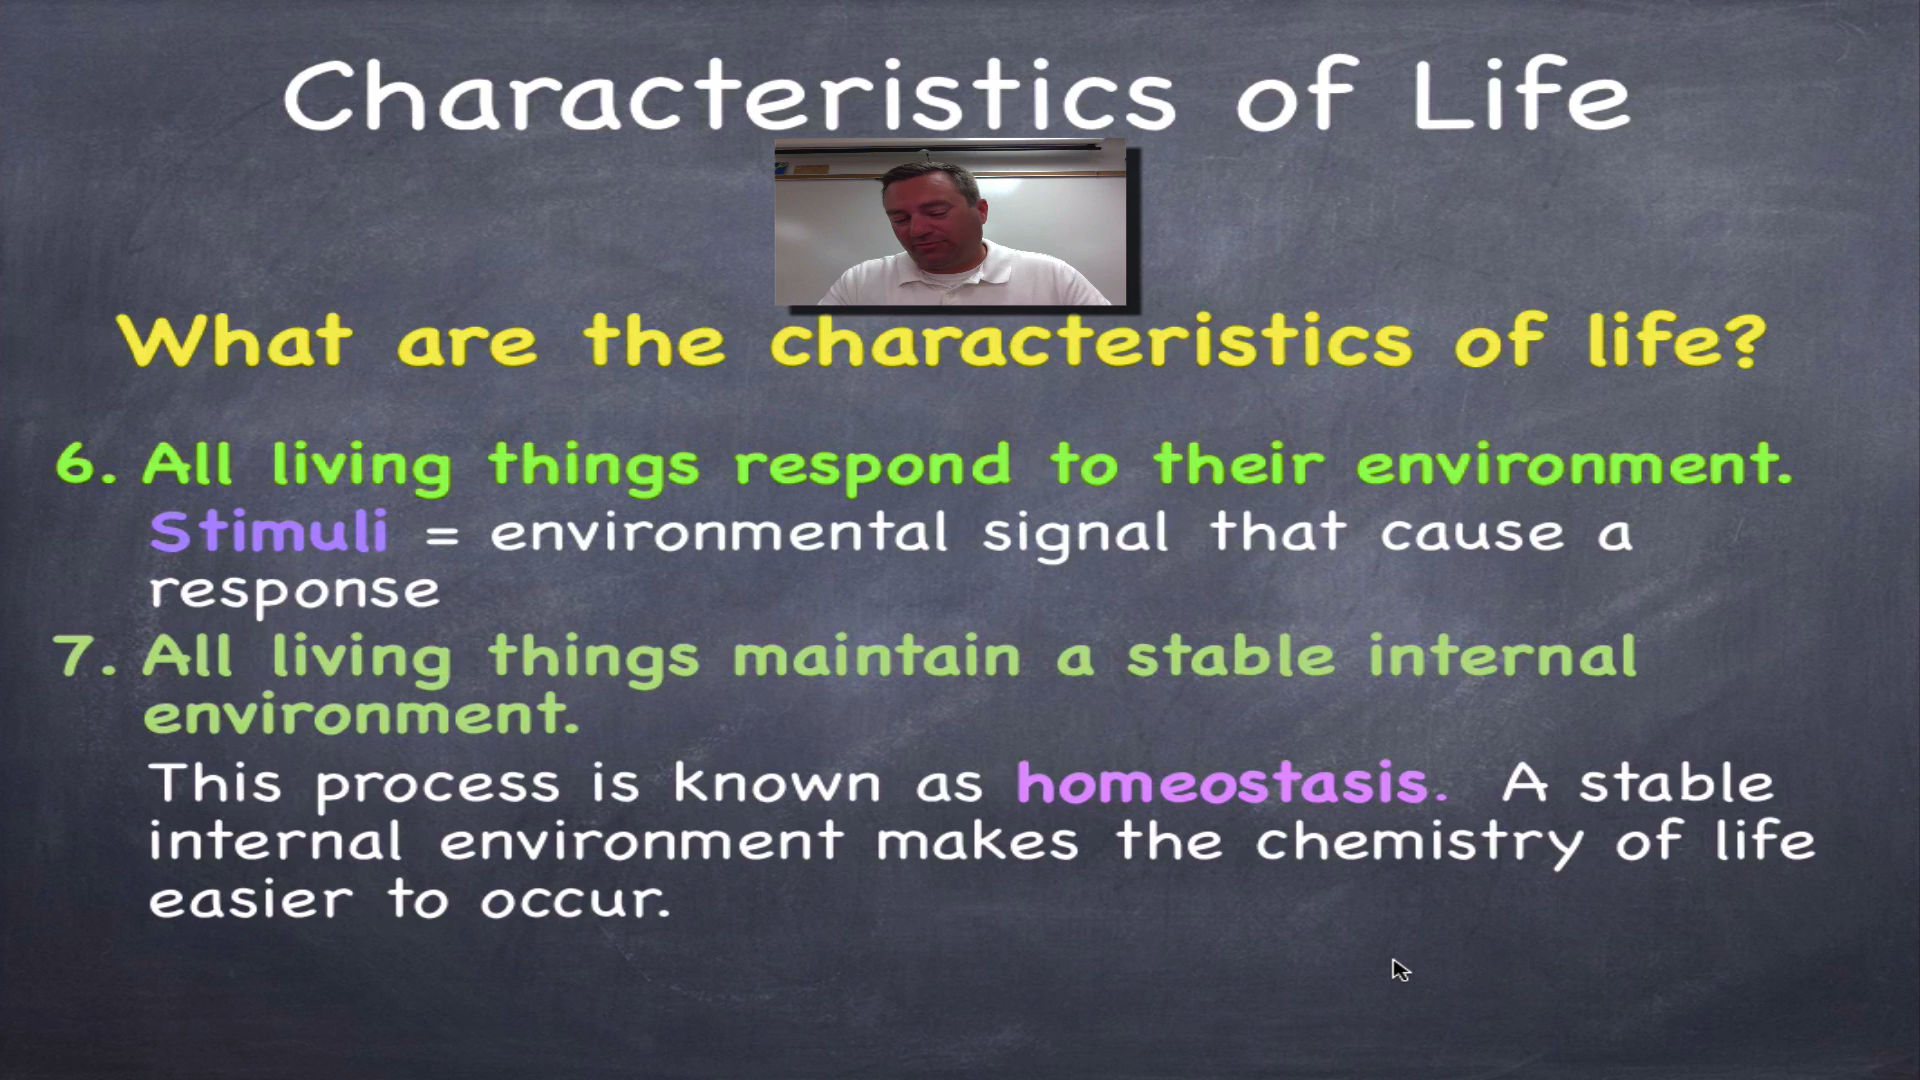 Characteristics of Life
What are the characteristics of life?
6. All living things respond to their environment.
Stimuli = environmental signal that cause a
response
7. All living things maintain a stable internal
environment.
This process is known as homeostasis. A stable
internal environment makes the chemistry of life
easier to occur.